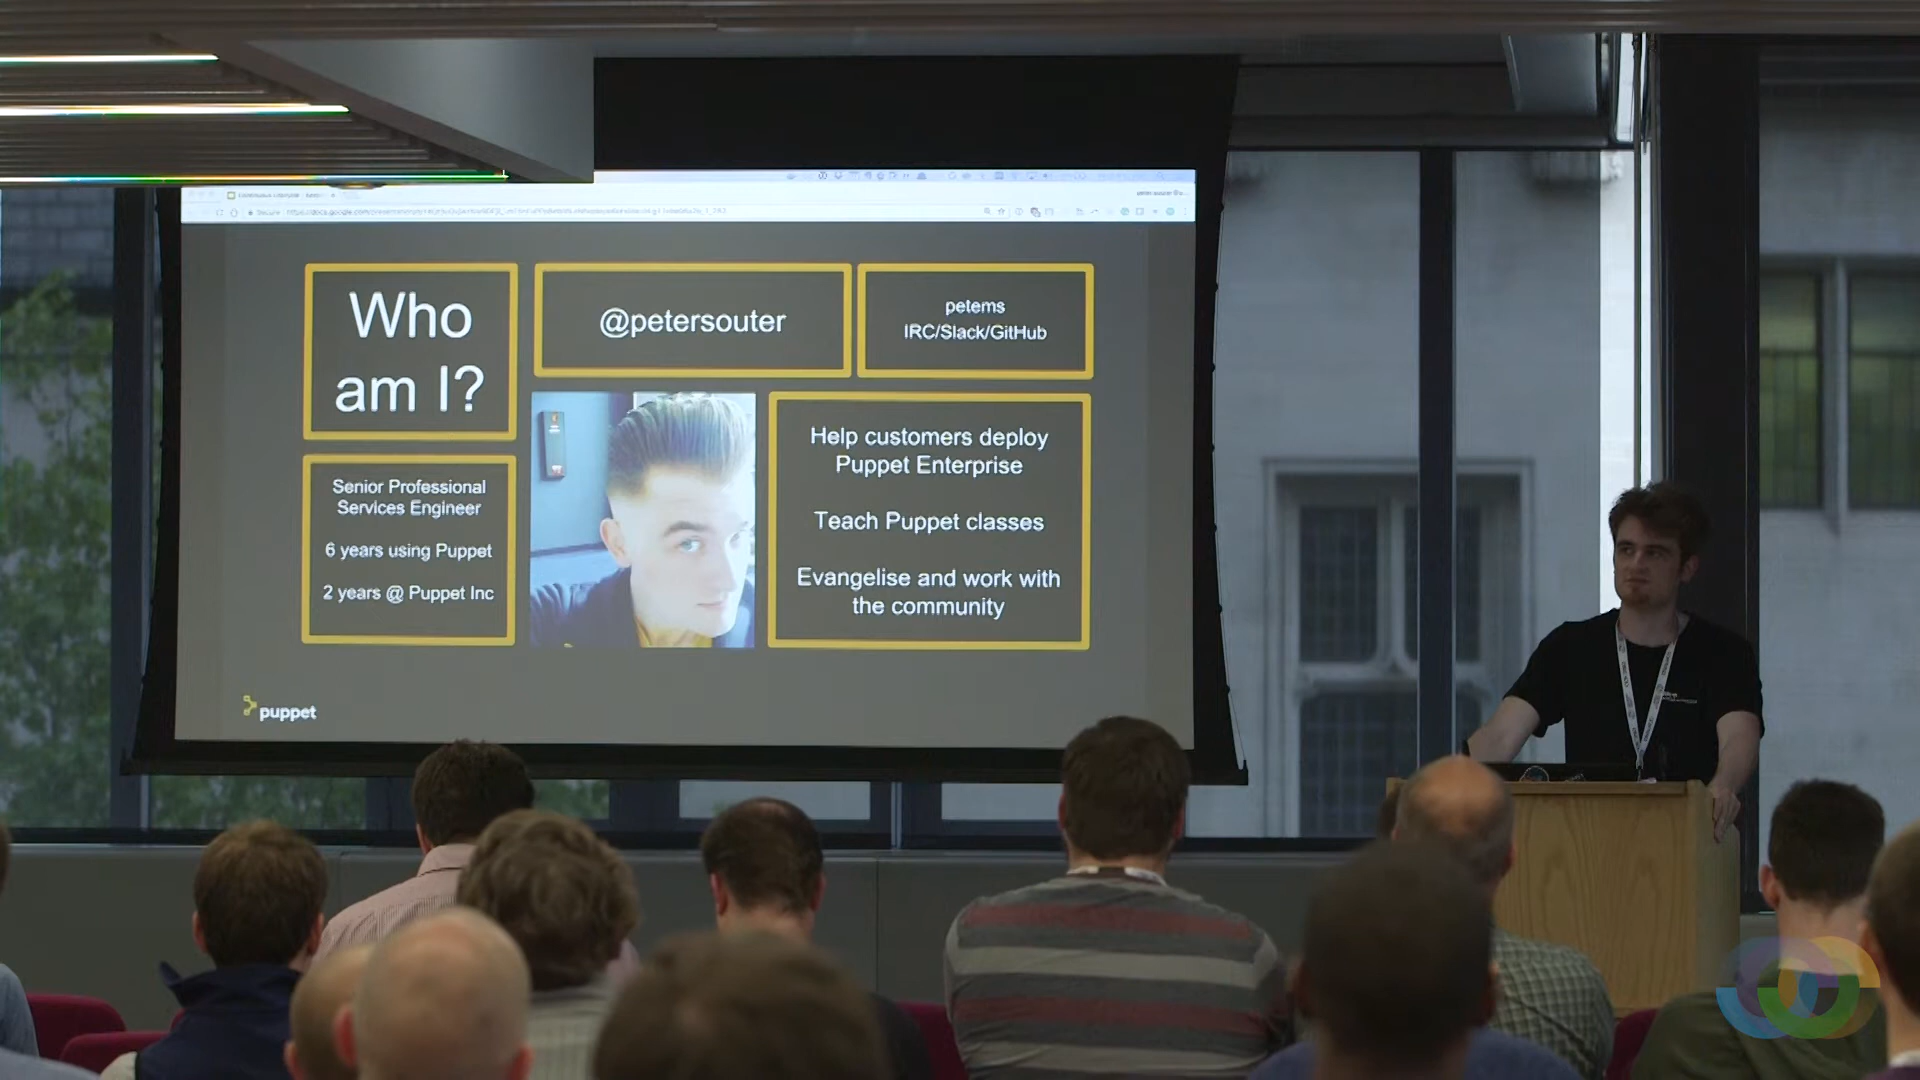 Who
am I?
@petersouter
petems
IRC/Slack/GitHub
Senior Professional
Services Engineer
6 years using Puppet
2 years @ Puppet Inc
Help customers deploy
Puppet Enterprise
Teach Puppet classes
Evangelise and work with
the community
puppet